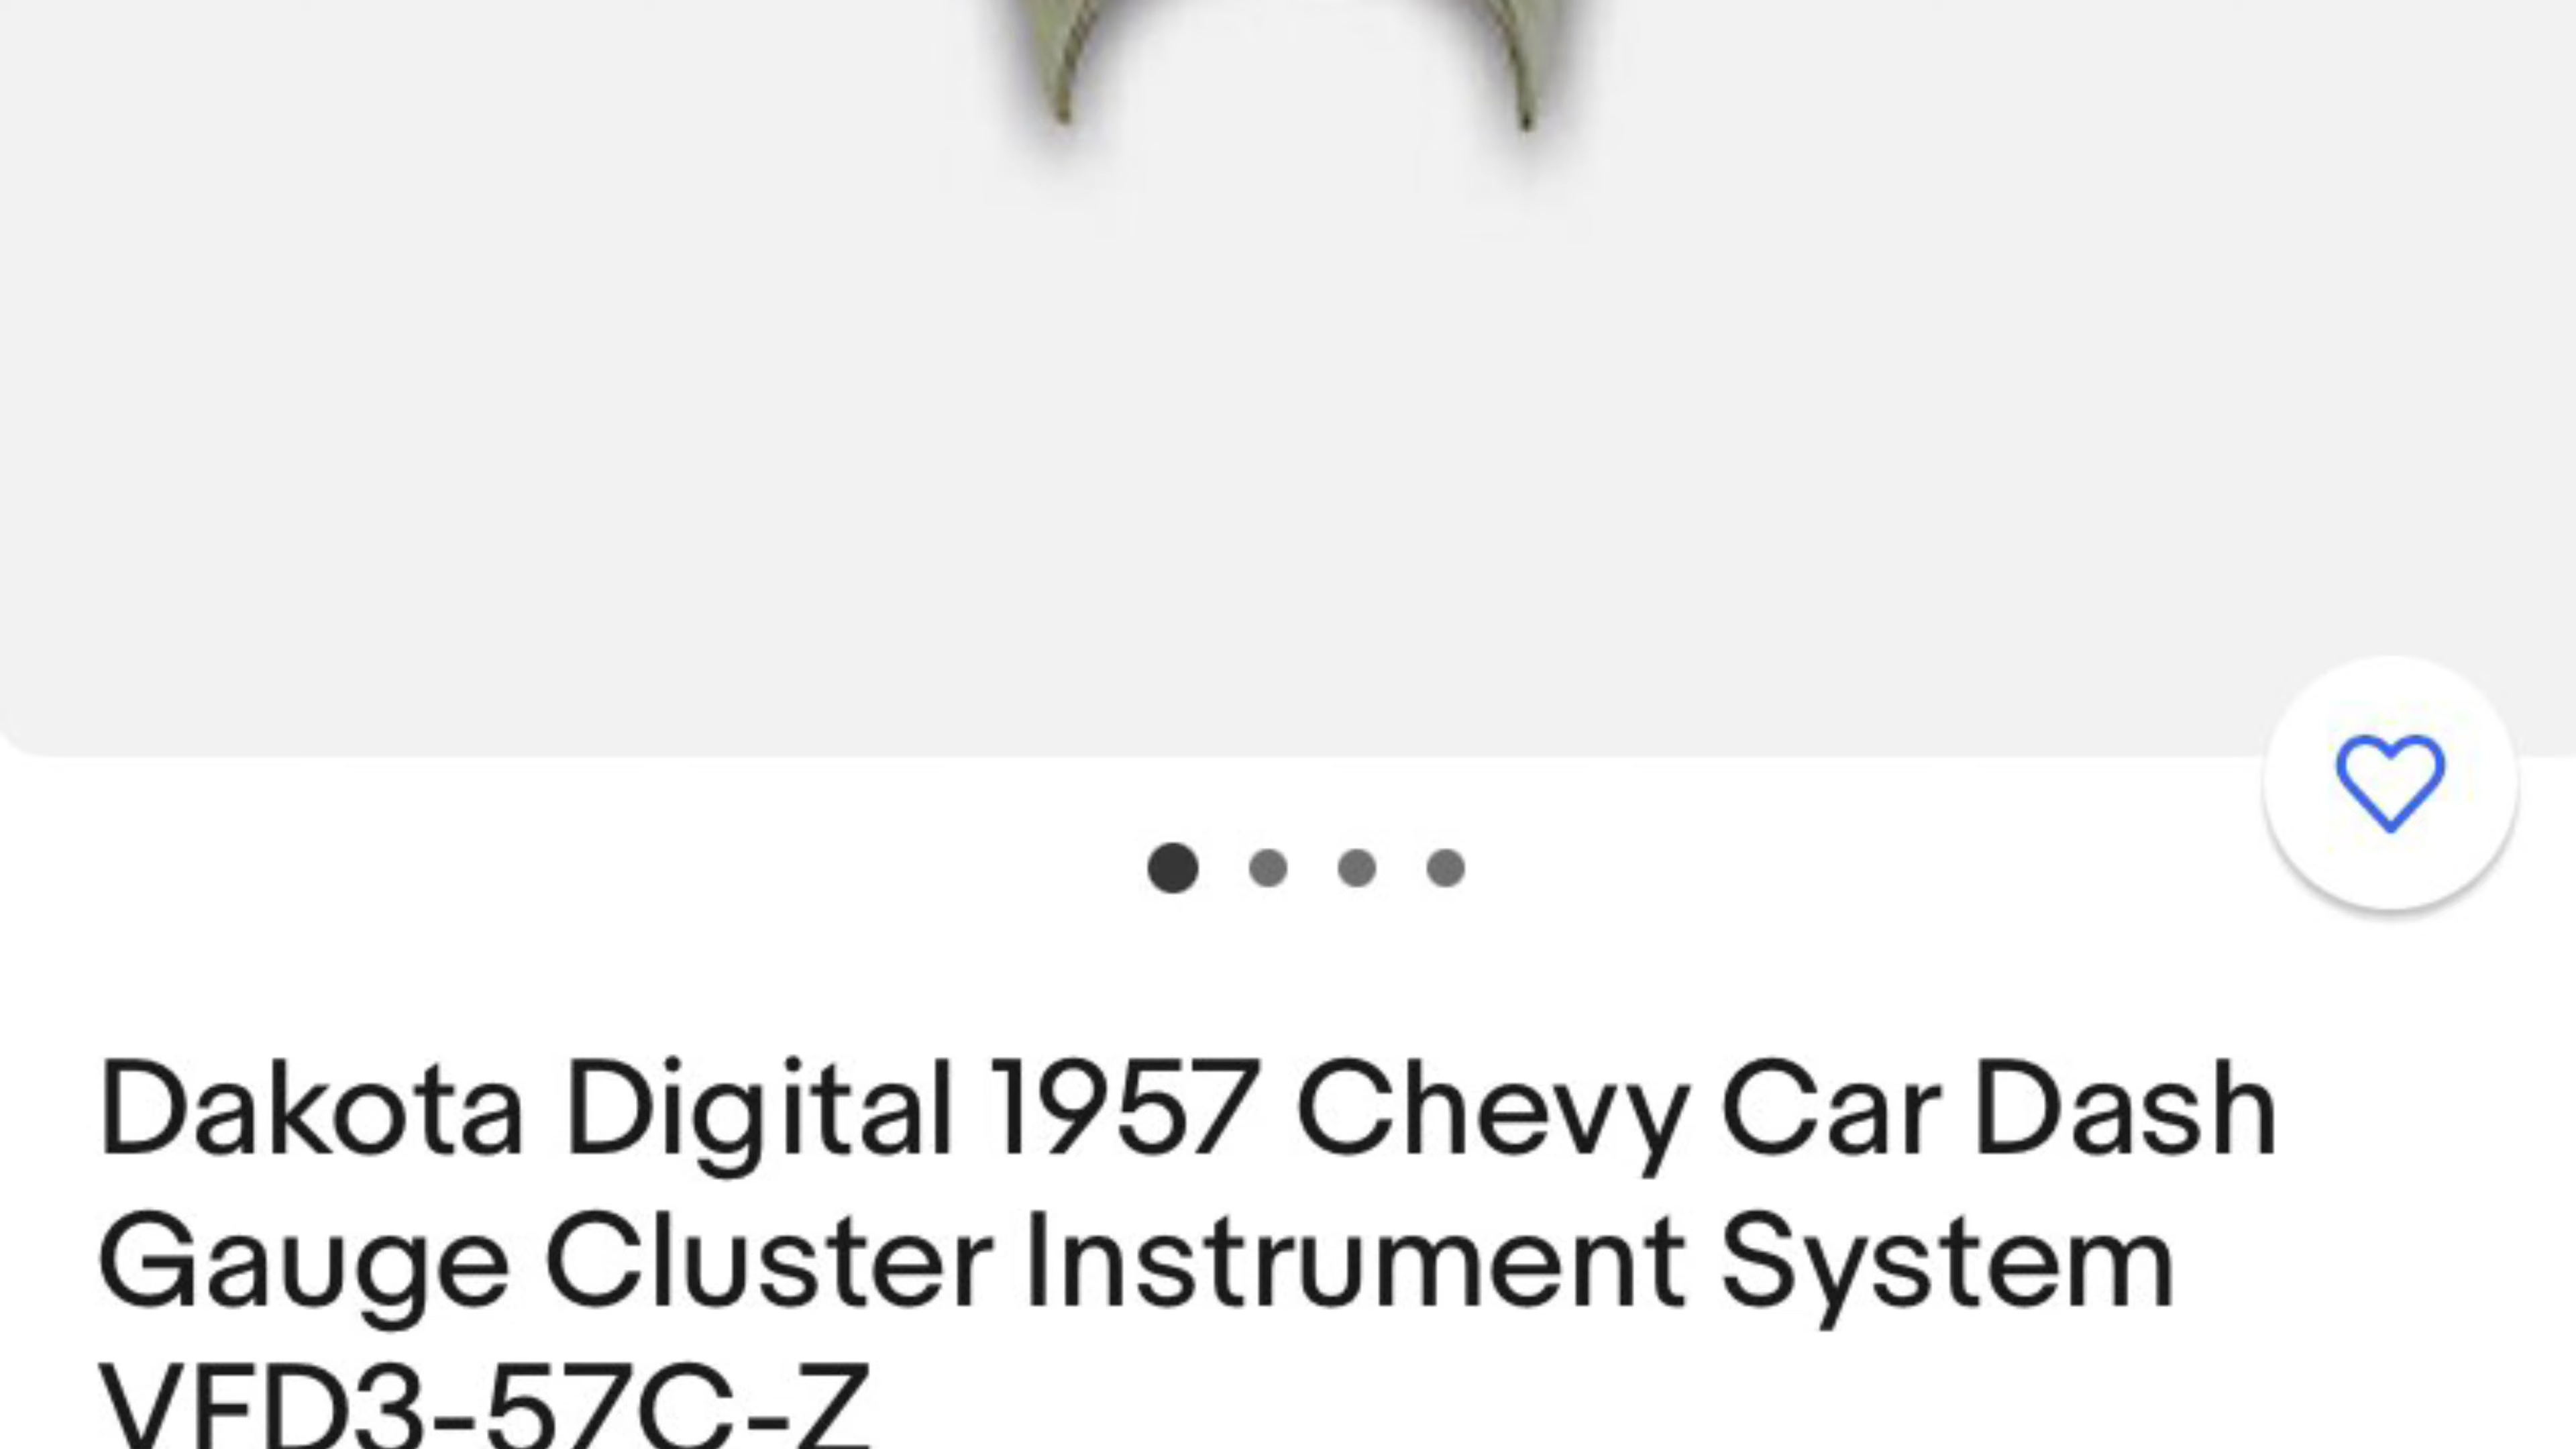 Dakota Digital 1957 Chevy Car Dash
Gauge Cluster Instrument System
VFD3-57C-Z